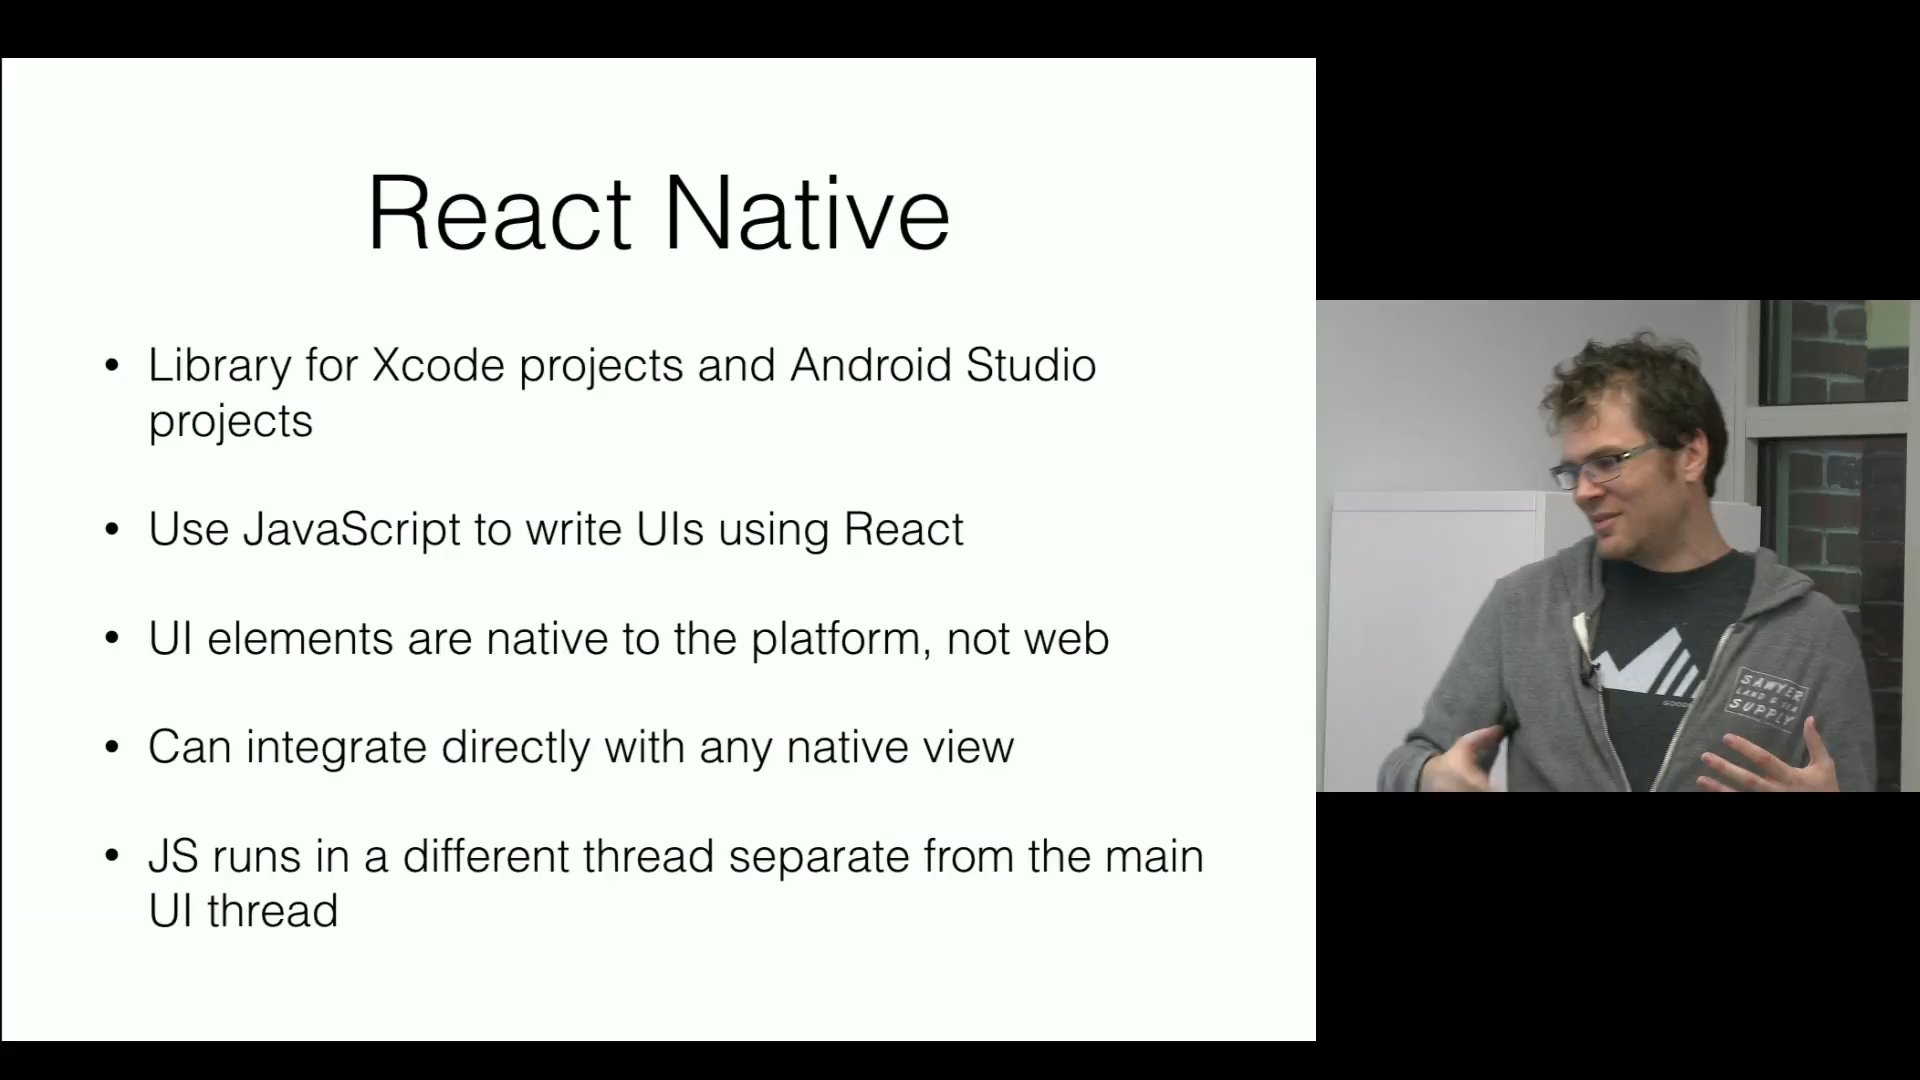 React Native
• Library for Xcode projects and Android Studio
projects
• Use JavaScript to write UIs using React
• UI elements are native to the platform, not web
• Can integrate directly with any native view
• JS runs in a different thread separate from the main
UI thread
SAWYER
LAND & SEA
SUPPLY